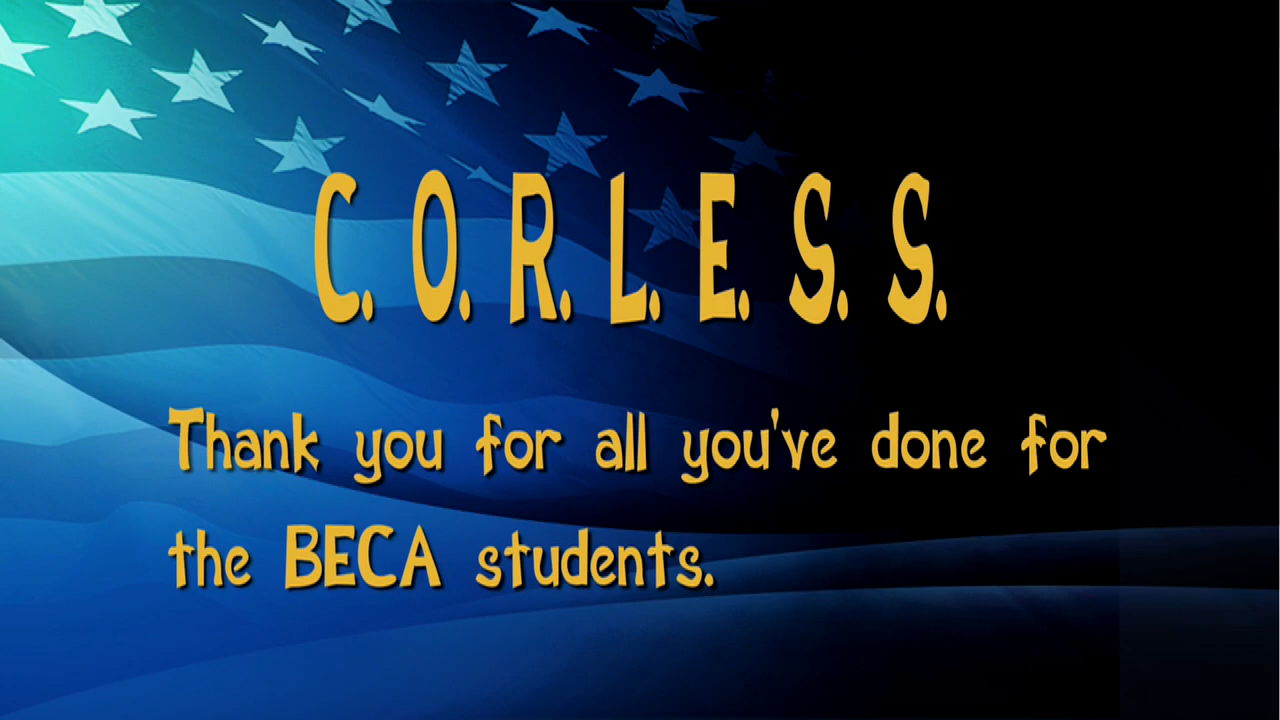 C. O. R. L. E. S. S.
Thank you for all you've done for
the BECA students.